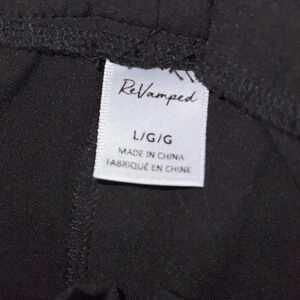 ReVamped
L/G/G
MADE IN CHINA
FABRIQUÉ EN CHINE